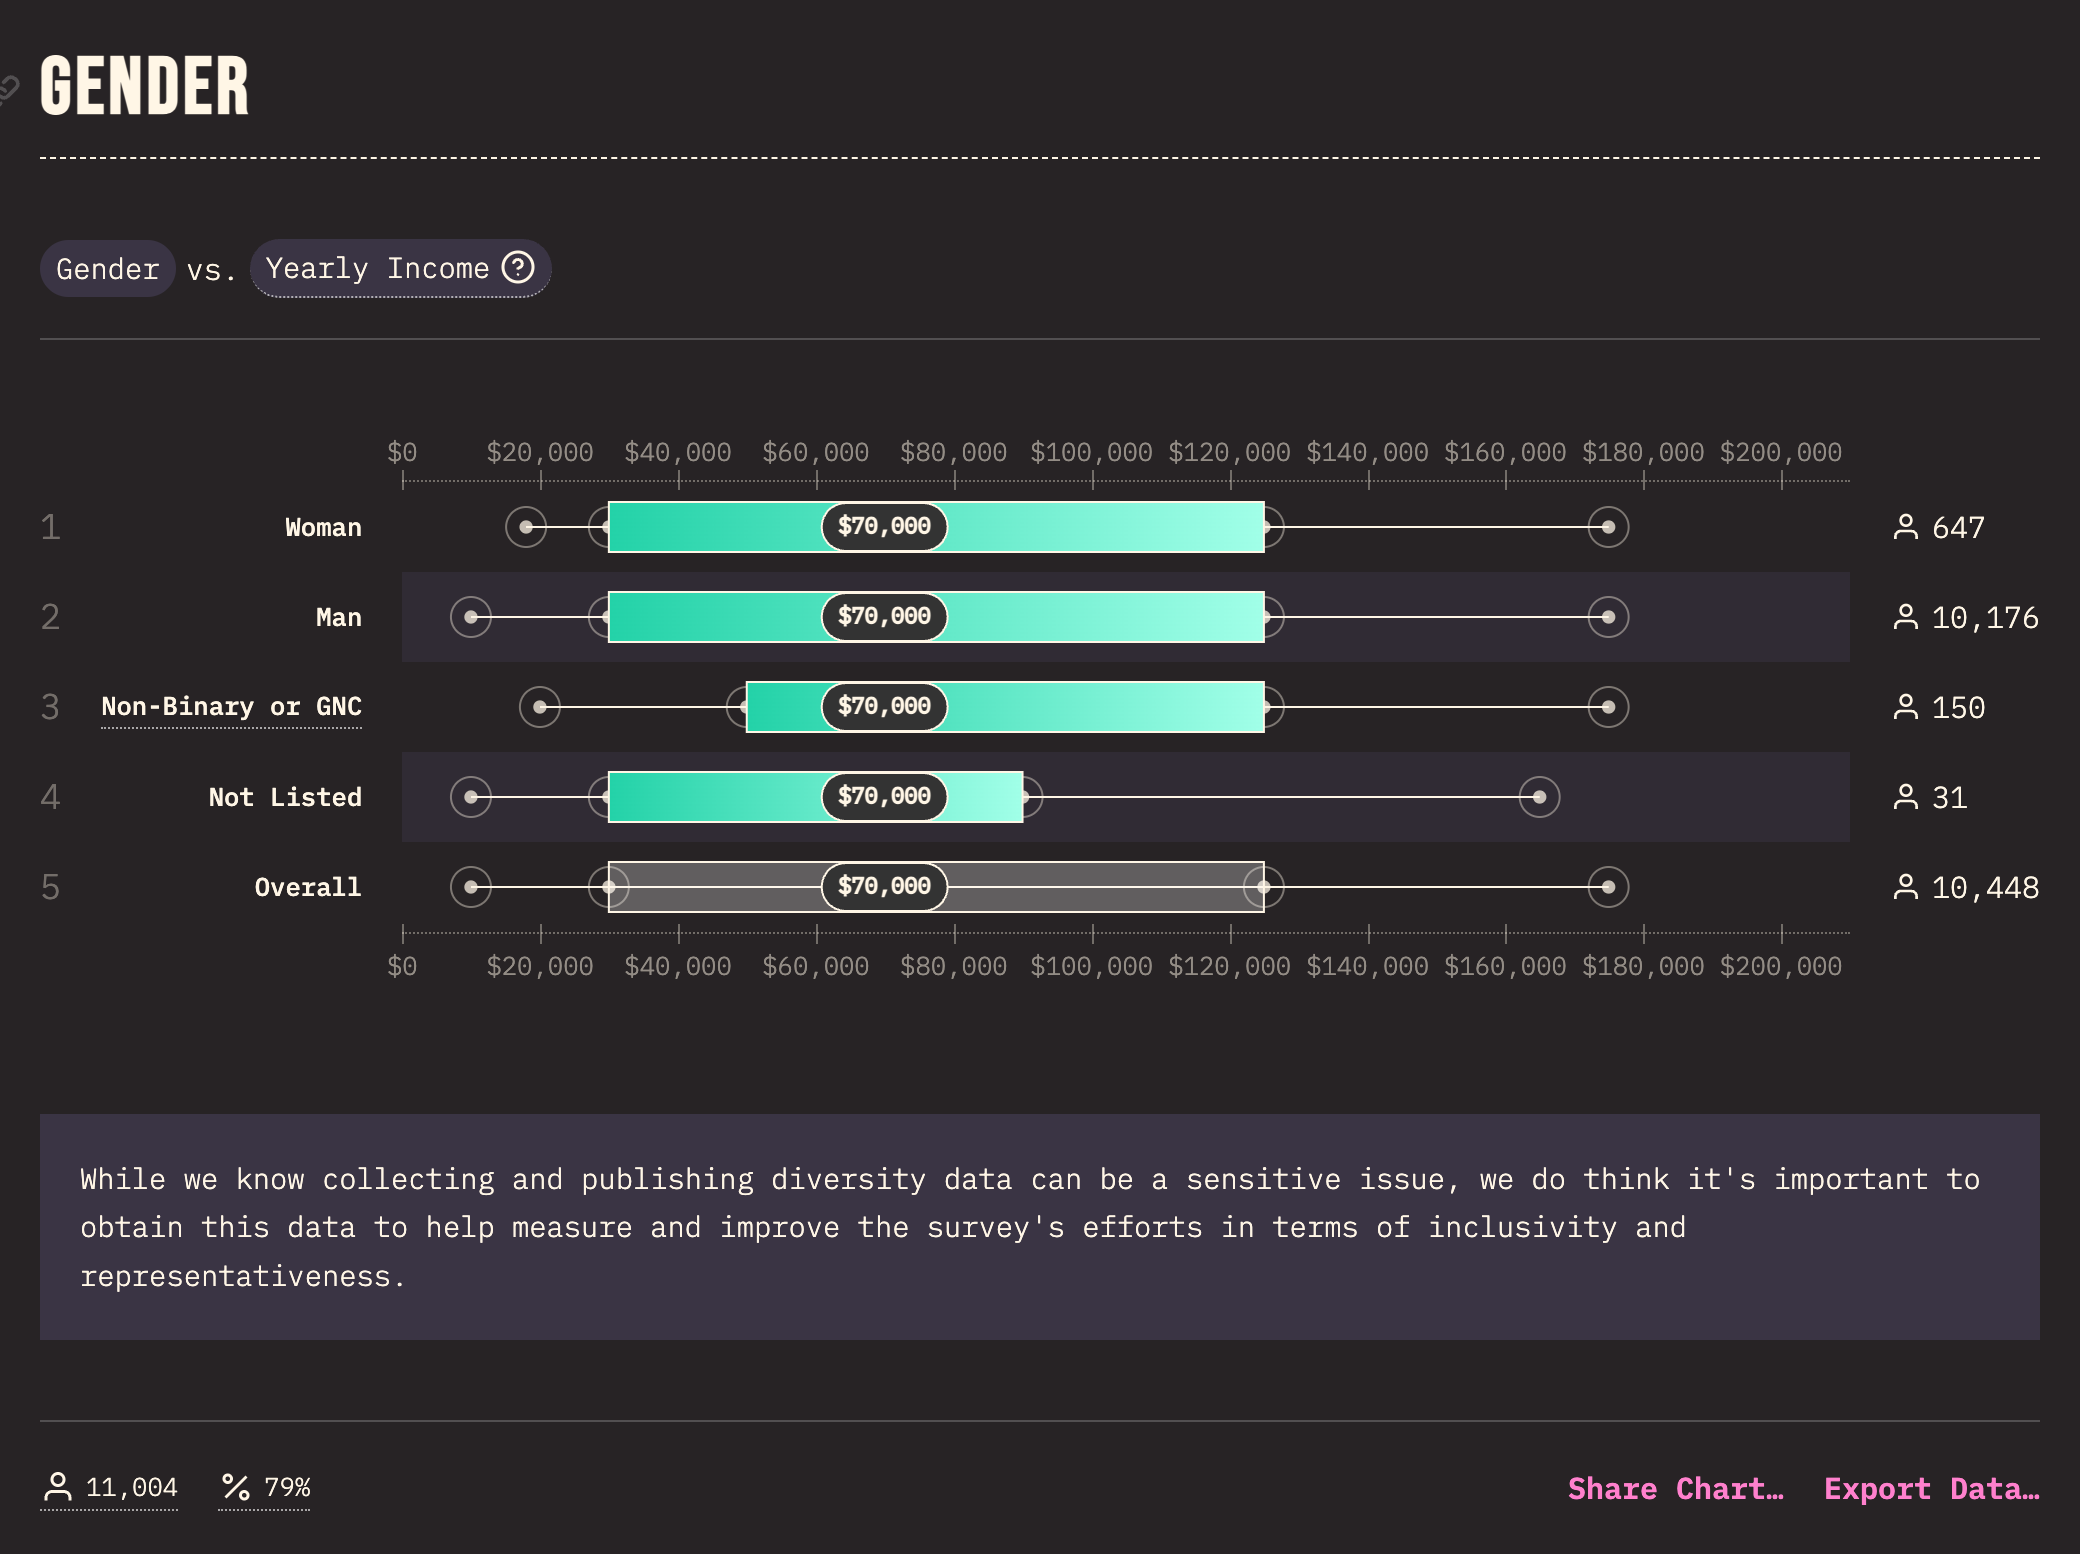 GENDER
Gender vs. Yearly Income ?
$0 $20,000 $40,000 $60,000 $80,000 $100,000 $120,000 $140,000 $160,000 $180,000 $200,000
1 Woman $70,000 647
2 Man $70,000 10,176
3 Non-Binary or GNC $70,000 150
4 Not Listed $70,000 31
5 Overall $70,000 10,448
$0 $20,000 $40,000 $60,000 $80,000 $100,000 $120,000 $140,000 $160,000 $180,000 $200,000
While we know collecting and publishing diversity data can be a sensitive issue, we do think it's important to
obtain this data to help measure and improve the survey's efforts in terms of inclusivity and
representativeness.
11,004 % 79% Share Chart… Export Data…